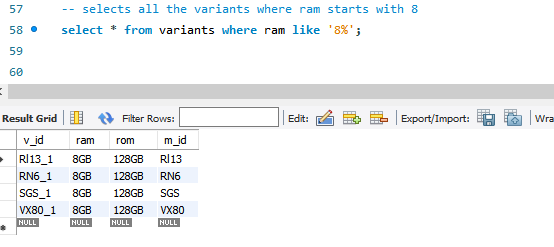 57 -- selects all the variants where ram starts with 8
58 select * from variants where ram like '8%';
59
60
Result Grid Filter Rows: Edit: Export/Import: Wra
v_id ram rom m_id
Rl13_1 8GB 128GB Rl13
RN6_1 8GB 128GB RN6
SGS_1 8GB 128GB SGS
VX80_1 8GB 128GB VX80
NULL NULL NULL NULL